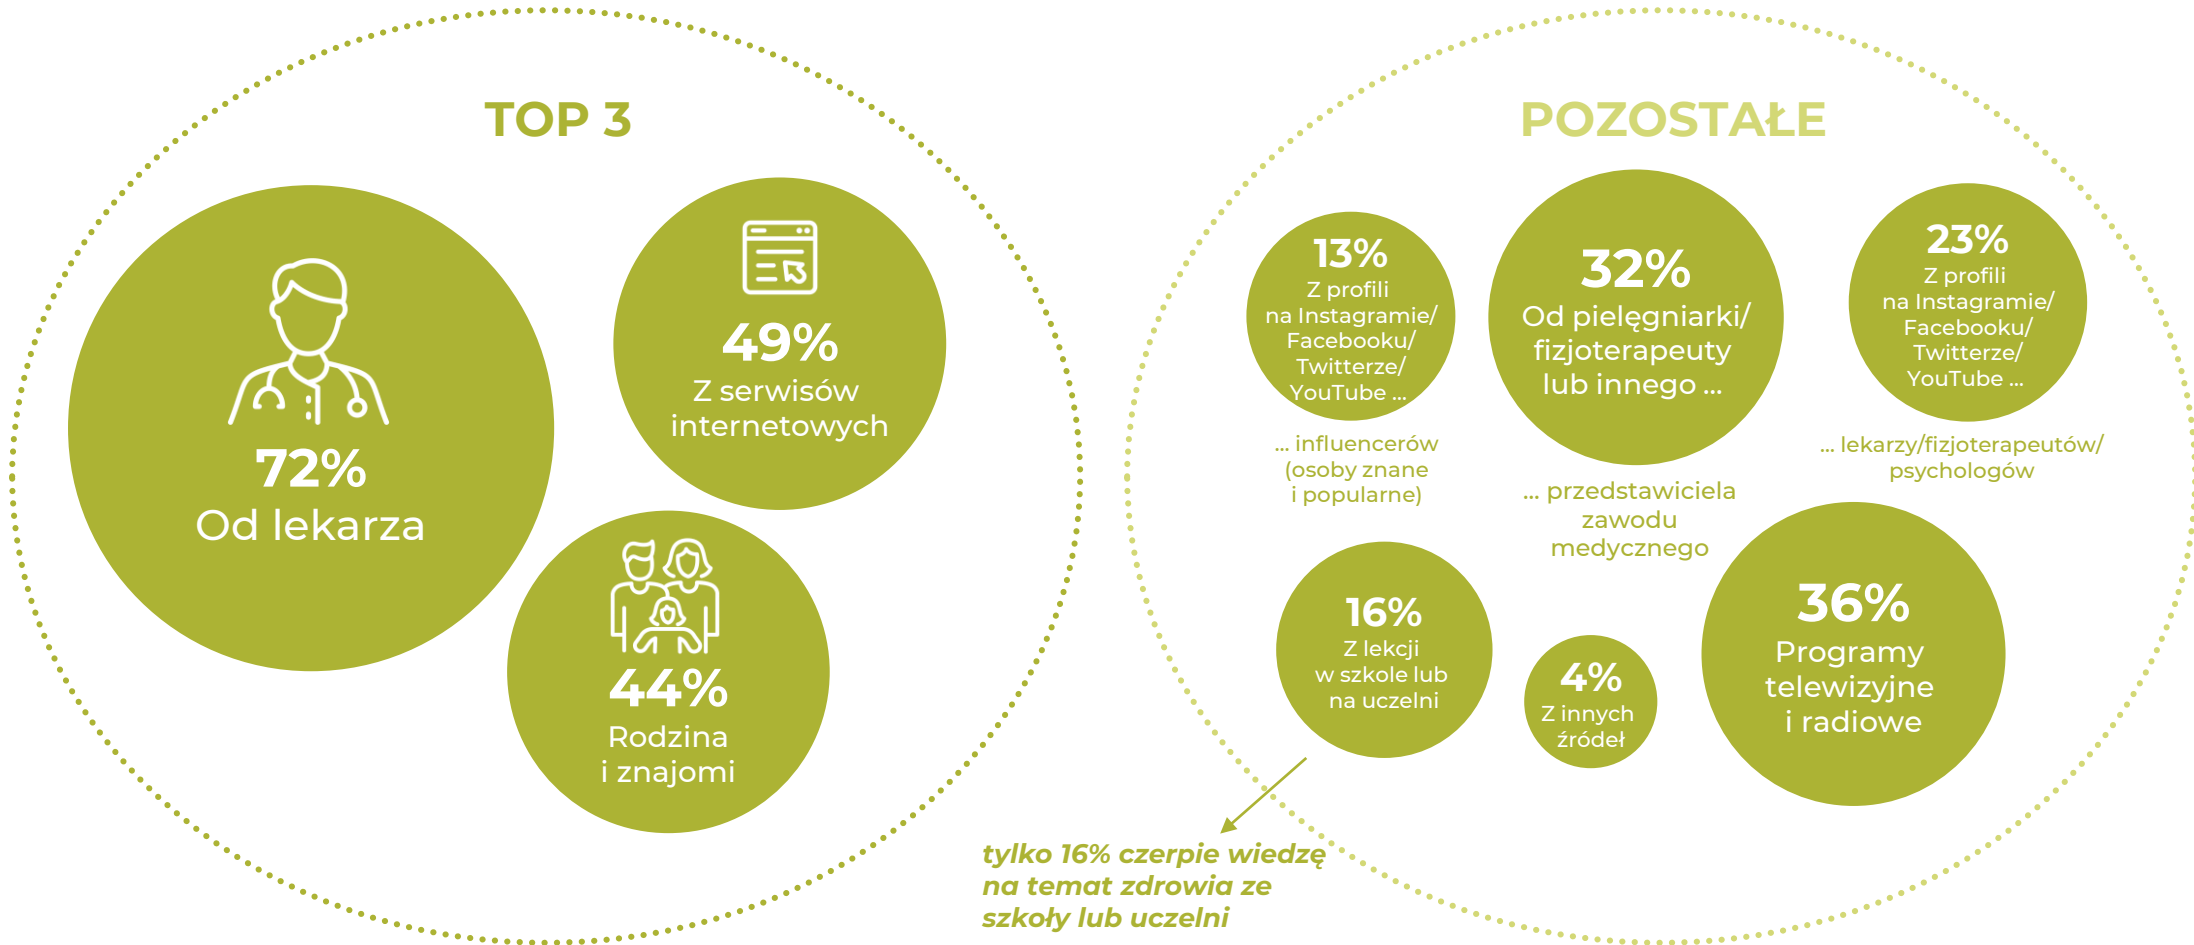 TOP 3
72%
Od lekarza
49%
Z serwisów
internetowych
44%
Rodzina
i znajomi
POZOSTAŁE
13%
Z profili
na Instagramie/
Facebooku/
Twitterze/
YouTube ...
... influencerów
(osoby znane
i popularne)
32%
Od pielęgniarki/
fizjoterapeuty
lub innego ...
... przedstawiciela
zawodu
medycznego
23%
Z profili
na Instagramie/
Facebooku/
Twitterze/
YouTube ...
... lekarzy/fizjoterapeutów/
psychologów
16%
Z lekcji
w szkole lub
na uczelni
4%
Z innych
źródeł
36%
Programy
telewizyjne
i radiowe
tylko 16% czerpie wiedzę
na temat zdrowia ze
szkoły lub uczelni